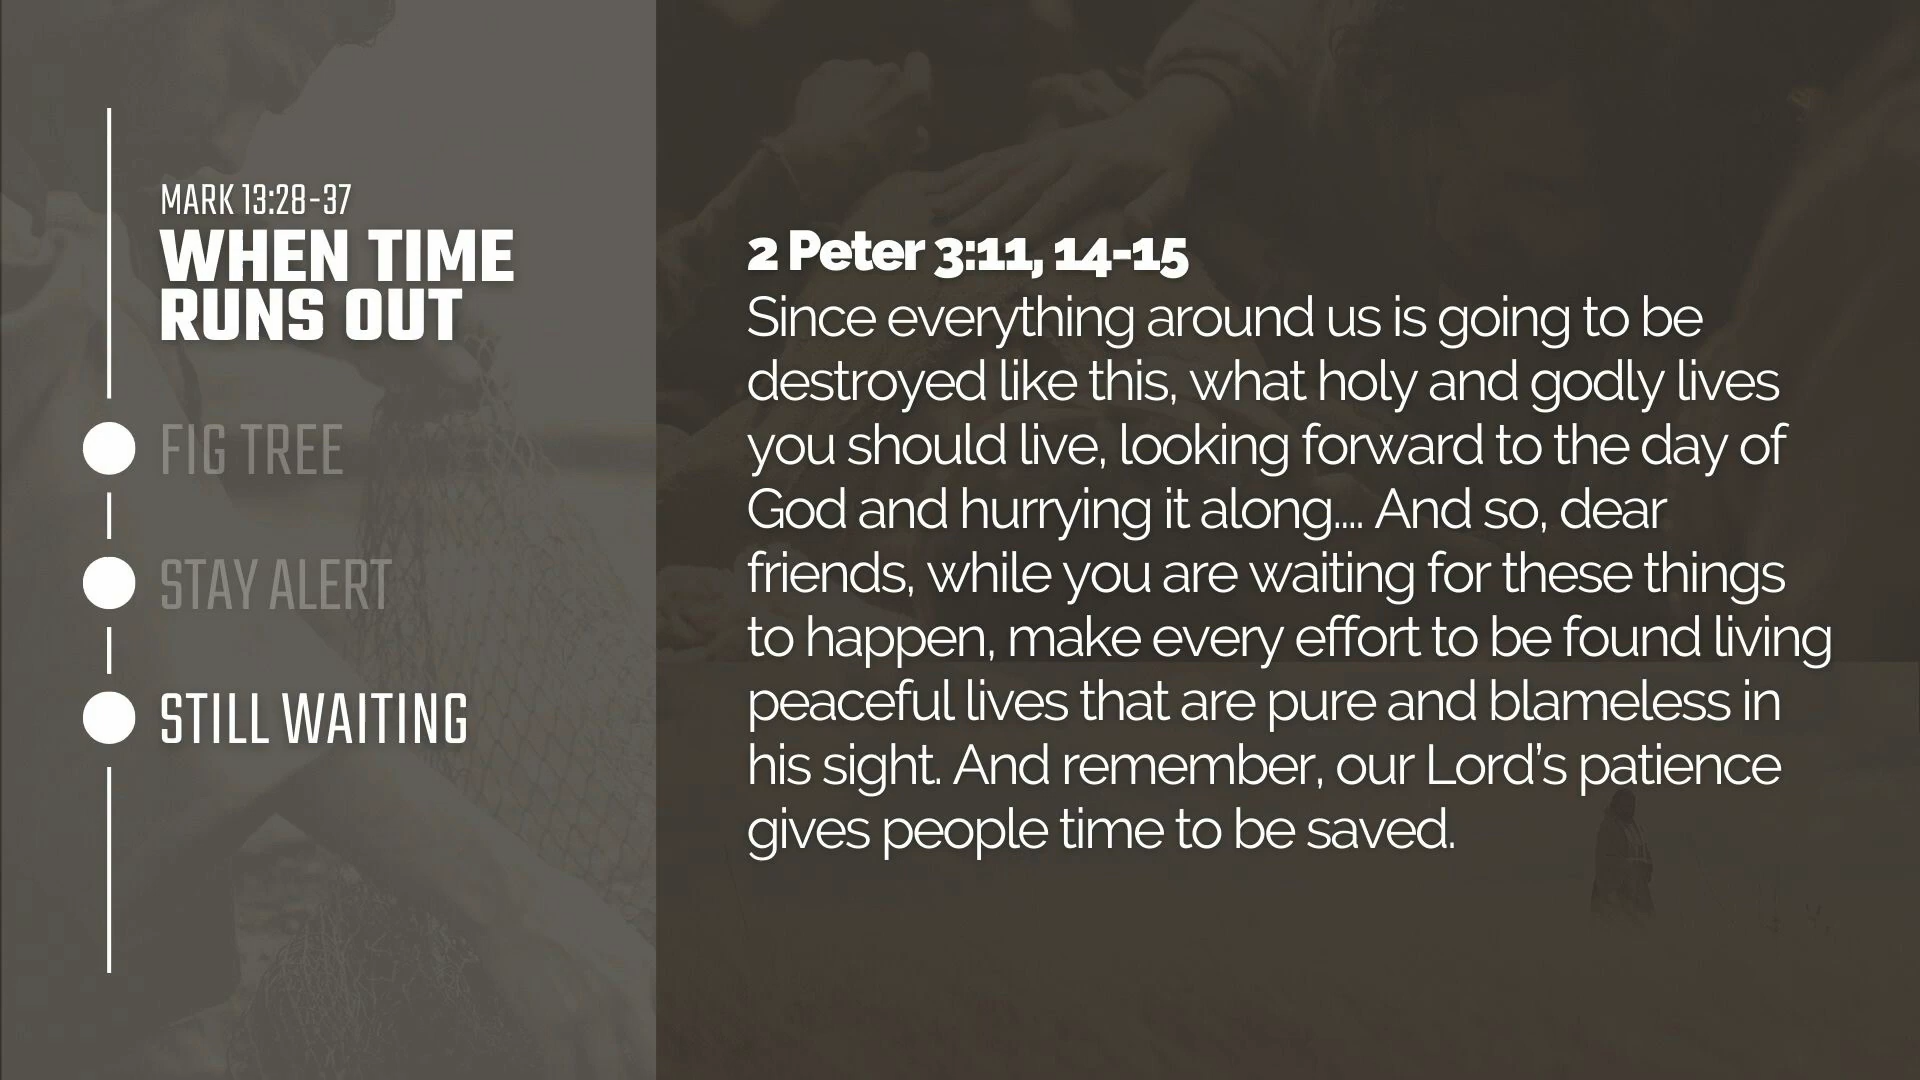 MARK 13:28-37
WHEN TIME
RUNS OUT
FIG TREE
STAY ALERT
STILL WAITING
2 Peter 3:11, 14-15
Since everything around us is going to be
destroyed like this, what holy and godly lives
you should live, looking forward to the day of
God and hurrying it along.... And so, dear
friends, while you are waiting for these things
to happen, make every effort to be found living
peaceful lives that are pure and blameless in
his sight. And remember, our Lord’s patience
gives people time to be saved.